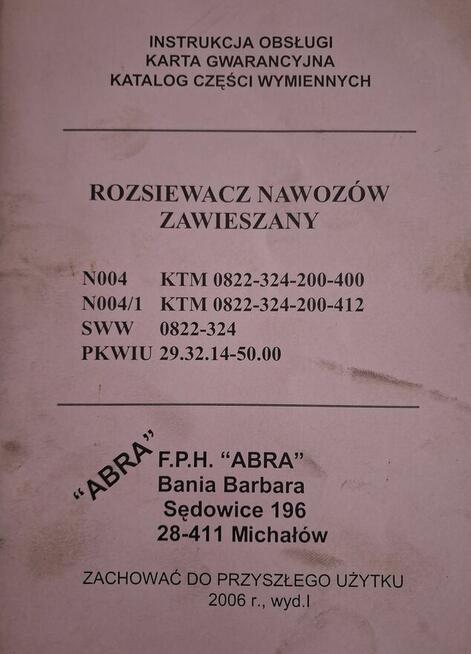 INSTRUKCJA OBSŁUGI
KARTA GWARANCYJNA
KATALOG CZĘŚCI WYMIENNYCH
ROZSIEWACZ NAWOZÓW
ZAWIESZANY
N004 KTM 0822-324-200-400
N004/1 KTM 0822-324-200-412
SWW 0822-324
PKWIU 29.32.14-50.00
“ABRA”
F.P.H. “ABRA”
Bania Barbara
Sędowice 196
28-411 Michałów
ZACHOWAĆ DO PRZYSZŁEGO UŻYTKU
2006 r., wyd.I